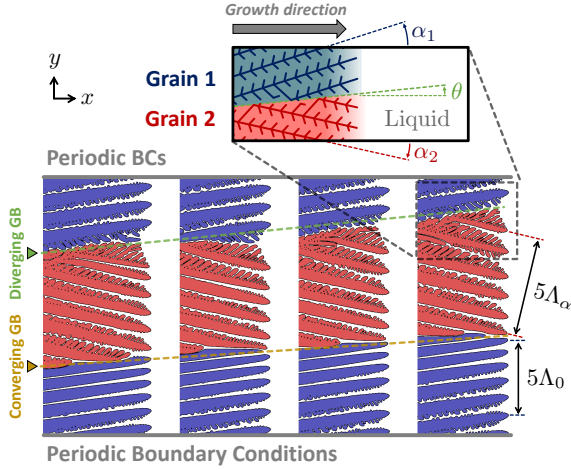 Growth direction
y
x
α₁
Grain 1
Grain 2
θ
Liquid
α₂
Periodic BCs
Diverging GB
Converging GB
5Λα
5Λ₀
Periodic Boundary Conditions